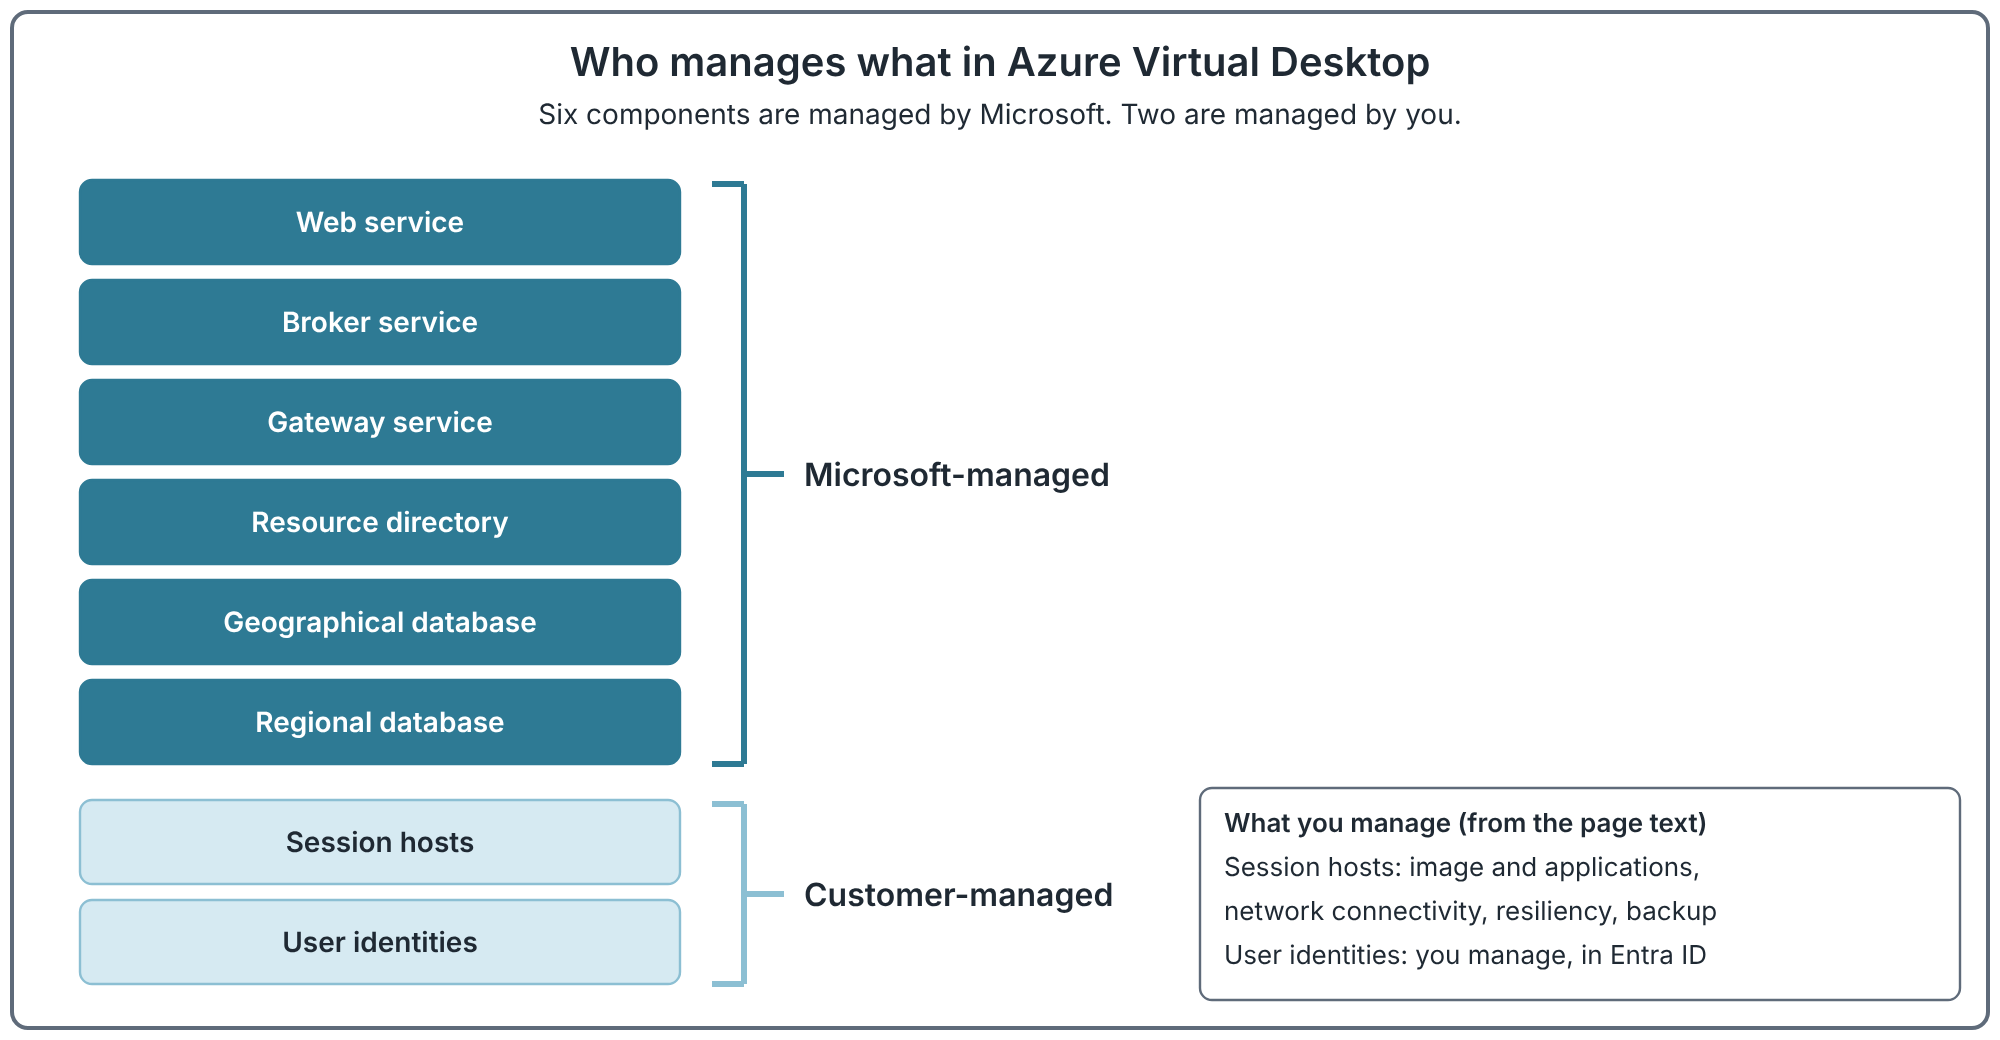 Who manages what in Azure Virtual Desktop
Six components are managed by Microsoft. Two are managed by you.
Web service
Broker service
Gateway service
Resource directory
Geographical database
Regional database
Microsoft-managed
Session hosts
User identities
Customer-managed
What you manage (from the page text)
Session hosts: image and applications,
network connectivity, resiliency, backup
User identities: you manage, in Entra ID